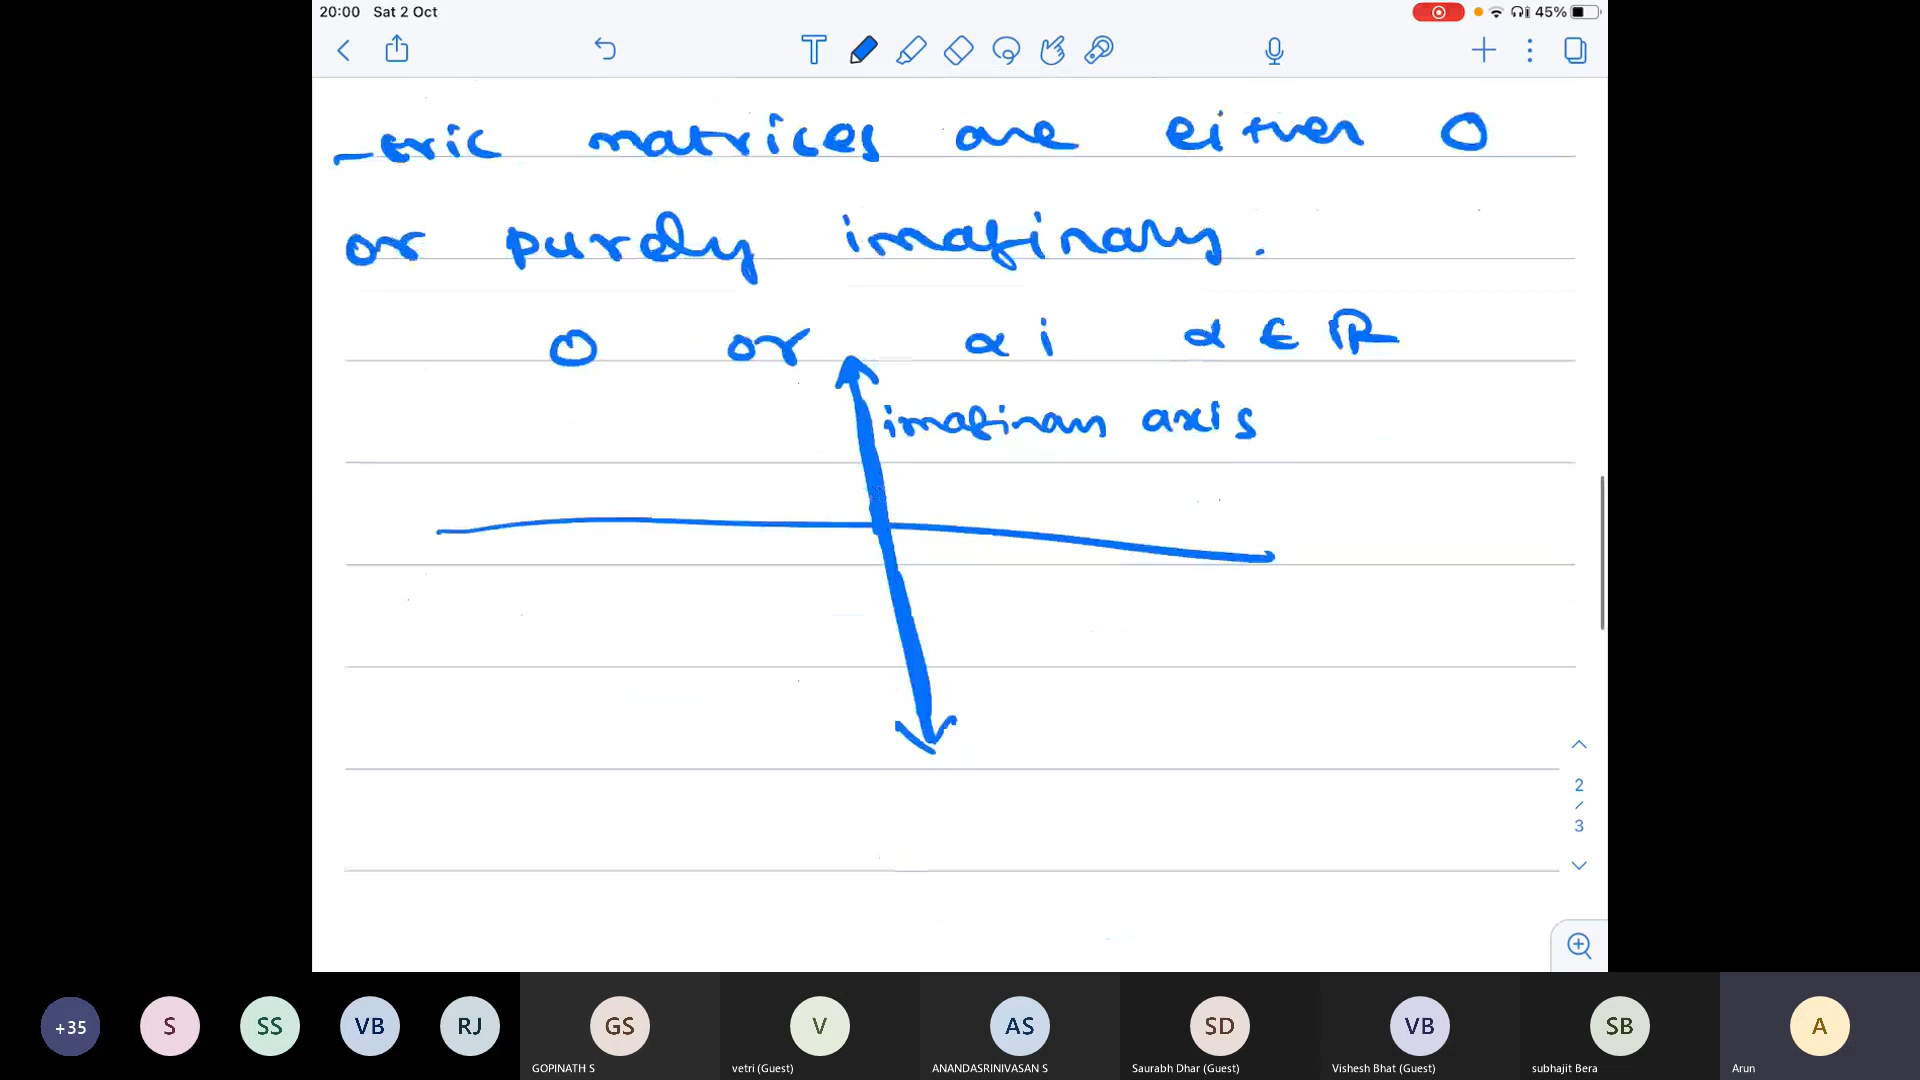 20:00 Sat 2 Oct 45%
-tric matrices are either 0
or purely imaginary.
0 or αi α ∈ ℝ
imaginary axis
2
/
3
+35 S SS VB RJ GS V AS SD VB SB A
GOPINATH S vetri (Guest) ANANDASRINIVASAN S Saurabh Dhar (Guest) Vishesh Bhat (Guest) subhajit Bera Arun